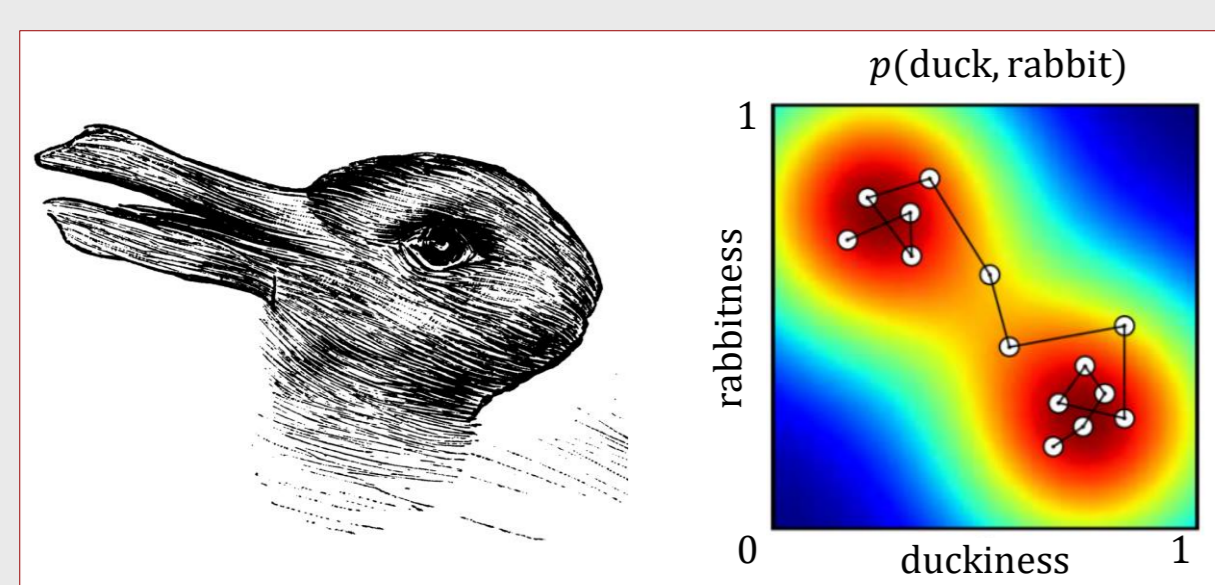 p(duck, rabbit)
1
rabbitness
0
duckiness
1